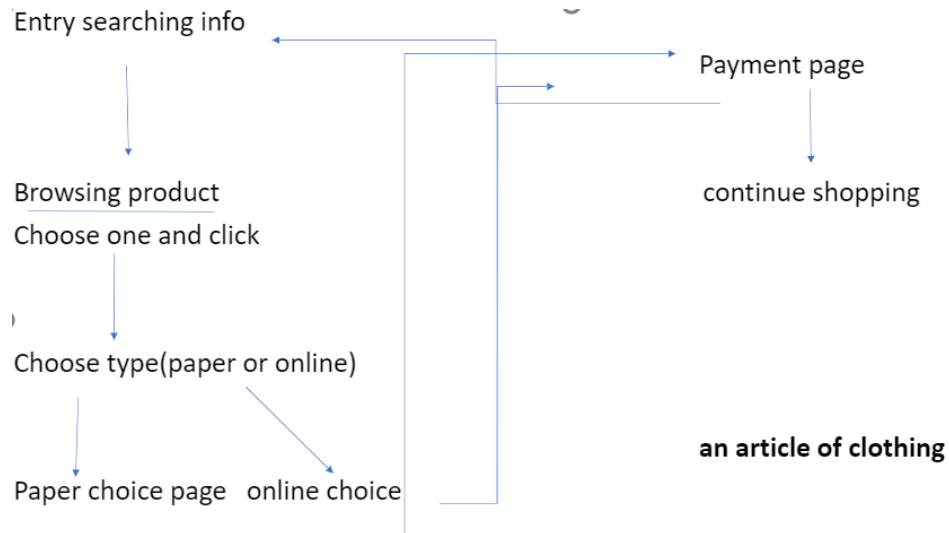 Entry searching info
Payment page
Browsing product
continue shopping
Choose one and click
Choose type(paper or online)
an article of clothing
Paper choice page online choice